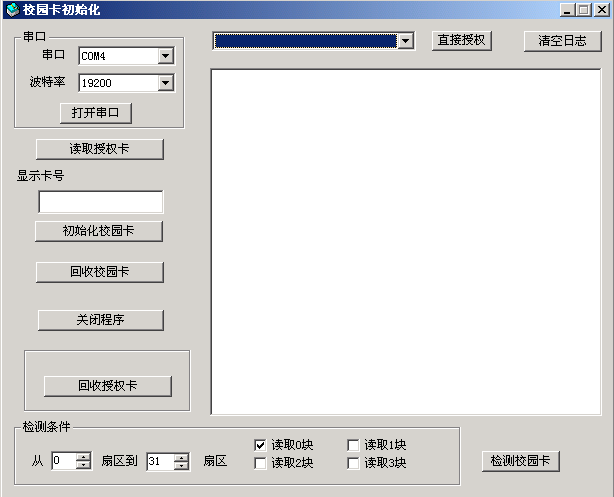 校园卡初始化
串口
串口 COM4
波特率 19200
打开串口
直接授权
清空日志
读取授权卡
显示卡号
初始化校园卡
回收校园卡
关闭程序
回收授权卡
检测条件
从 0 扇区到 31 扇区
读取0块 读取1块
读取2块 读取3块
检测校园卡